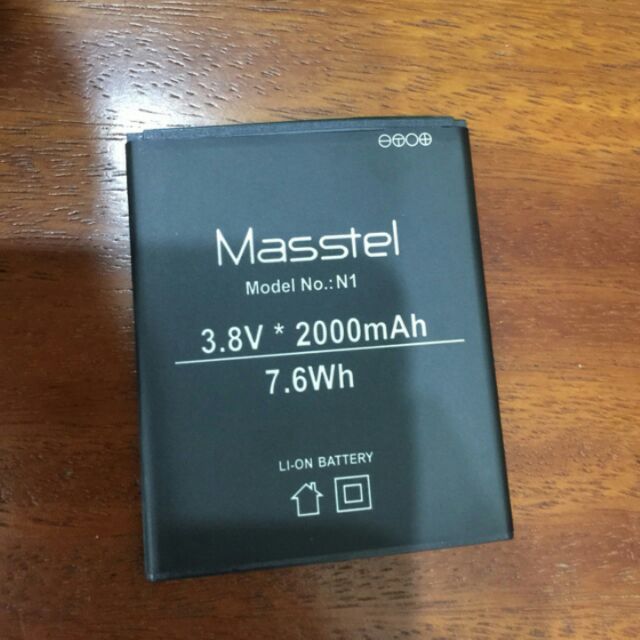 Masstel
Model No.:N1
3.8V * 2000mAh
7.6Wh
LI-ON BATTERY